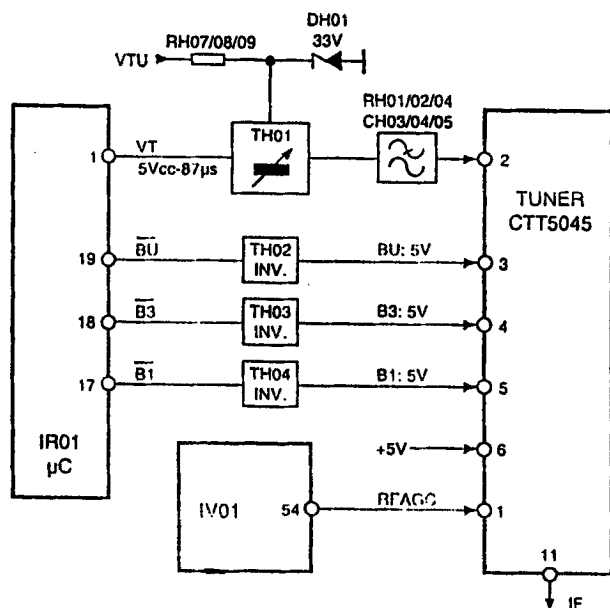 DH01
33V
RH07/08/09
VTU
RH01/02/04
CH03/04/05
1
VT
5Vcc-87µs
TH01
2
TUNER
CTT5045
19
BU
TH02
INV.
BU: 5V
3
18
B3
TH03
INV.
B3: 5V
4
17
B1
TH04
INV.
B1: 5V
5
IR01
µC
+5V
6
IV01
54
RFAGC
1
11
IF